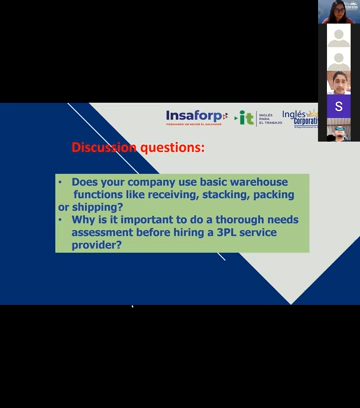 Insaforp
it
INGLÉS
PARA
EL TRABAJO
Inglés
Corporativo
Discussion questions:
• Does your company use basic warehouse
functions like receiving, stacking, packing
or shipping?
• Why is it important to do a thorough needs
assessment before hiring a 3PL service
provider?
S